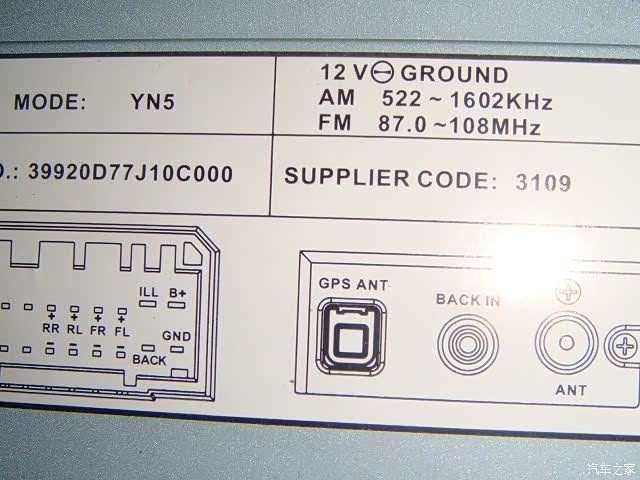 MODE: YN5
12 V⊖GROUND
AM 522 ~ 1602KHz
FM 87.0 ~108MHz
O.: 39920D77J10C000
SUPPLIER CODE: 3109
ILL B+
+ + + +
RR RL FR FL
- - - -
GND
BACK
GPS ANT
BACK IN
ANT
汽车之家